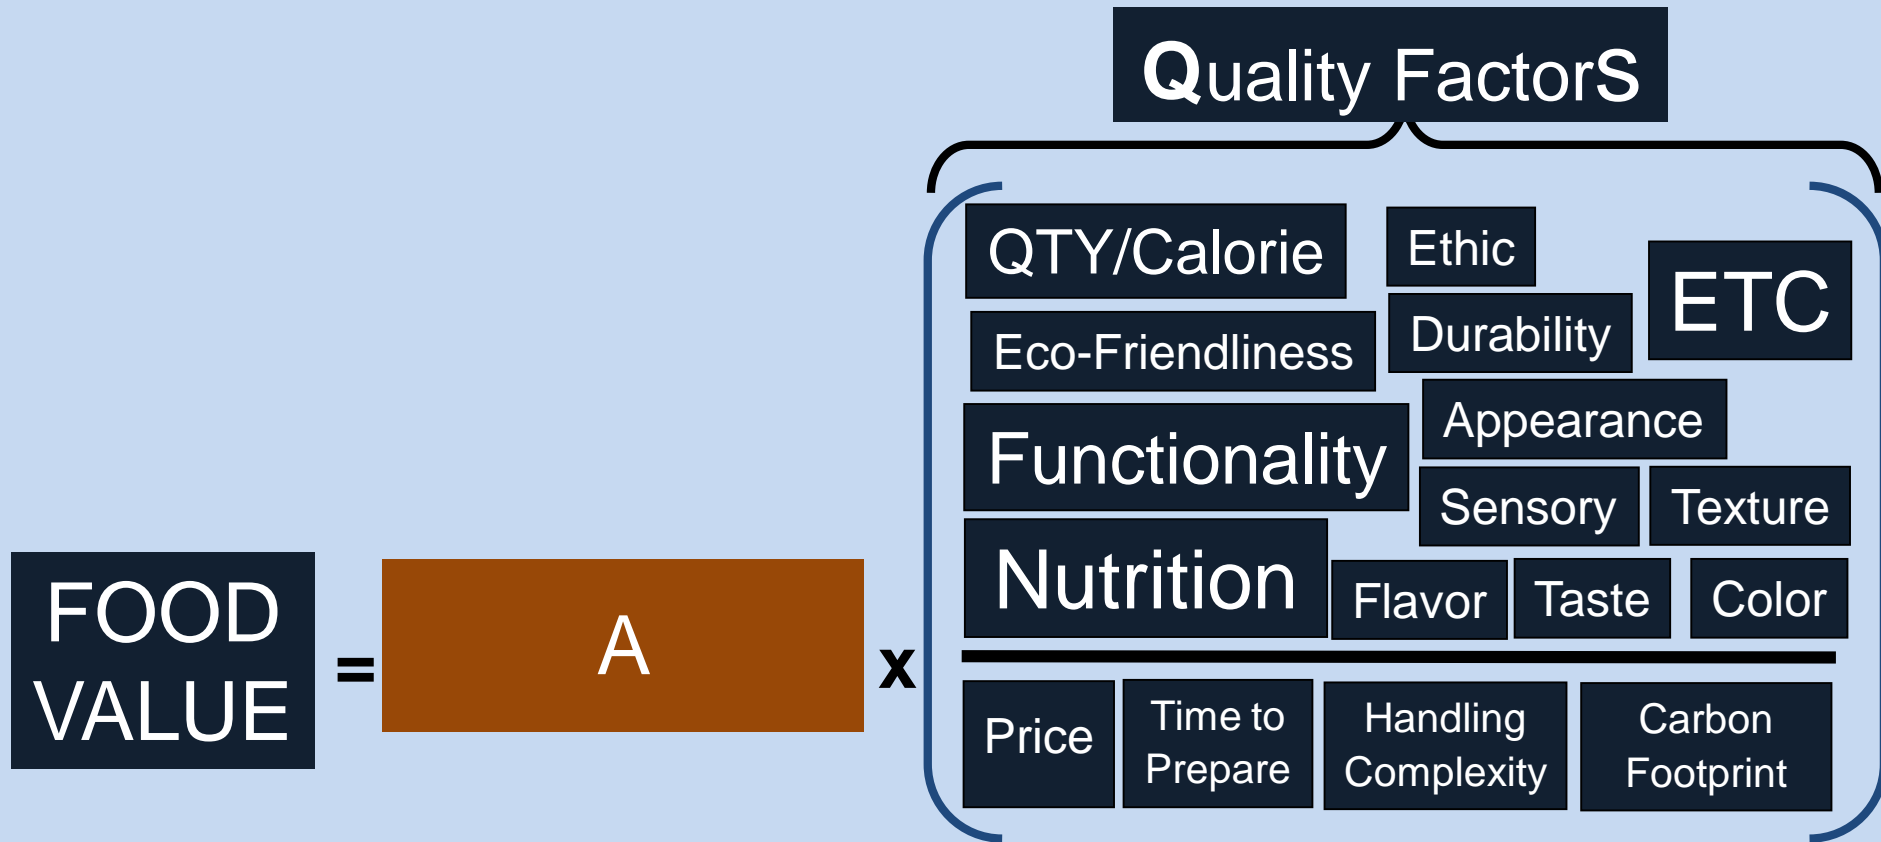 Quality Factors
QTY/Calorie
Ethic
ETC
Eco-Friendliness
Durability
Functionality
Appearance
Sensory
Texture
Nutrition
Flavor
Taste
Color
FOOD
VALUE
=
A
x
Price
Time to
Prepare
Handling
Complexity
Carbon
Footprint